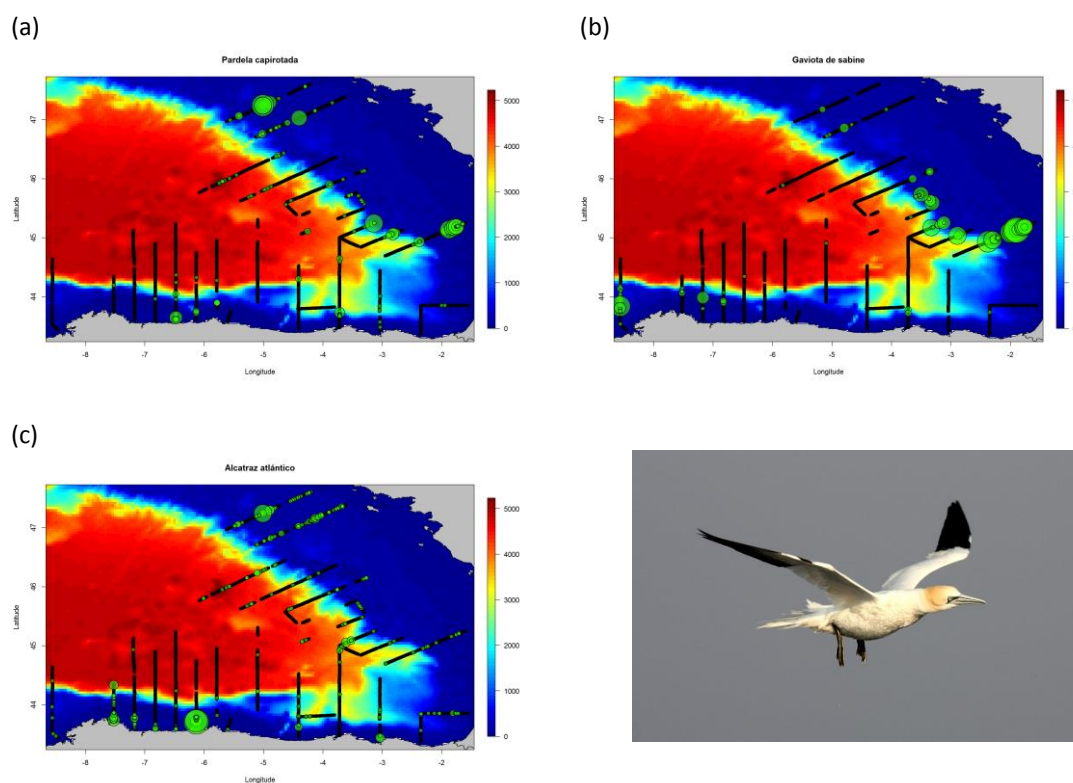 (a)
Pardela capirotada
47
46
45
44
Latitude
-8 -7 -6 -5 -4 -3 -2
Longitude
5000
4000
3000
2000
1000
0
(b)
Gaviota de sabine
47
46
45
44
Latitude
-8 -7 -6 -5 -4 -3 -2
Longitude
(c)
Alcatraz atlántico
47
46
45
44
Latitude
-8 -7 -6 -5 -4 -3 -2
Longitude
5000
4000
3000
2000
1000
0